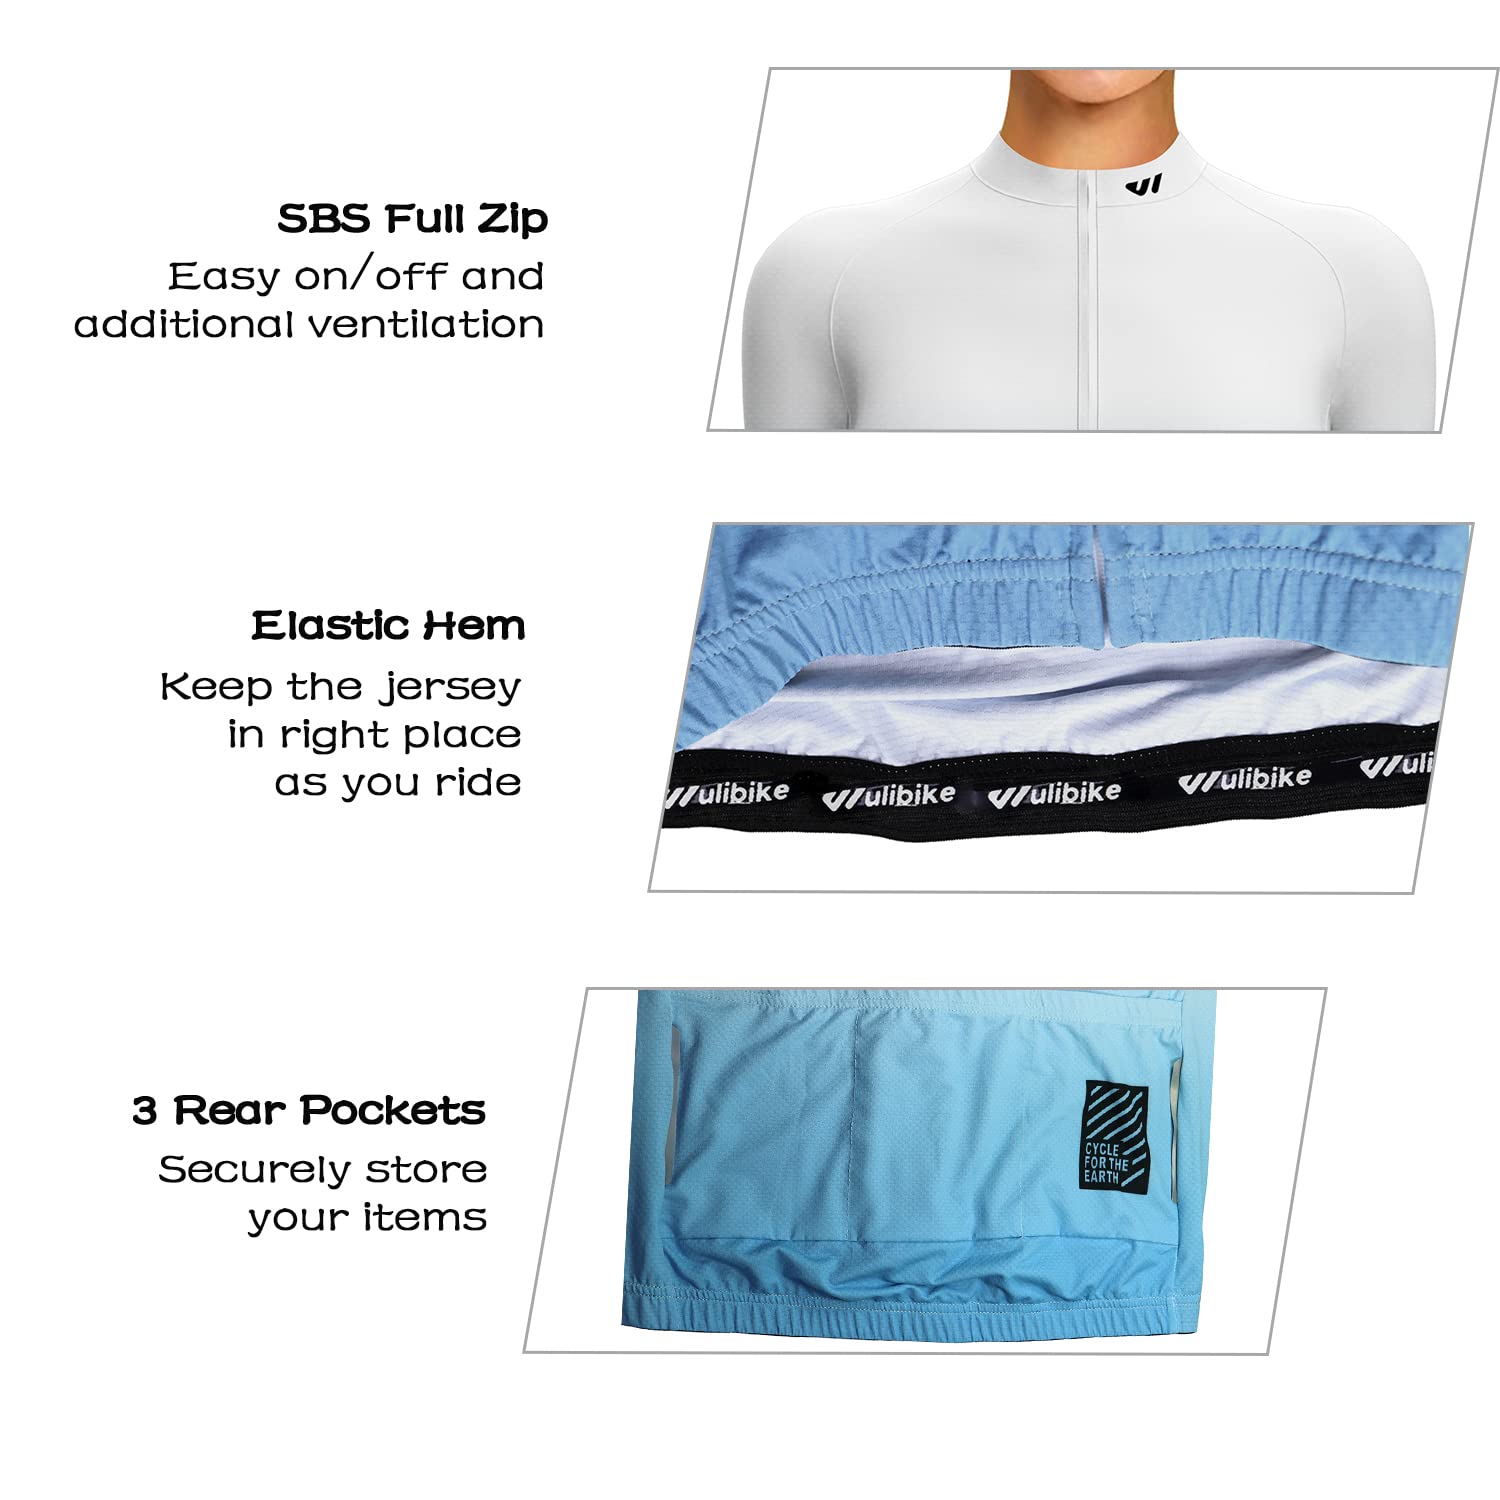 SBS Full Zip
Easy on/off and
additional ventilation
Elastic Hem
Keep the jersey
in right place
as you ride
Wulibike Wulibike Wulibike Wulibike Wuli
3 Rear Pockets
Securely store
your items
CYCLE
FOR THE
EARTH